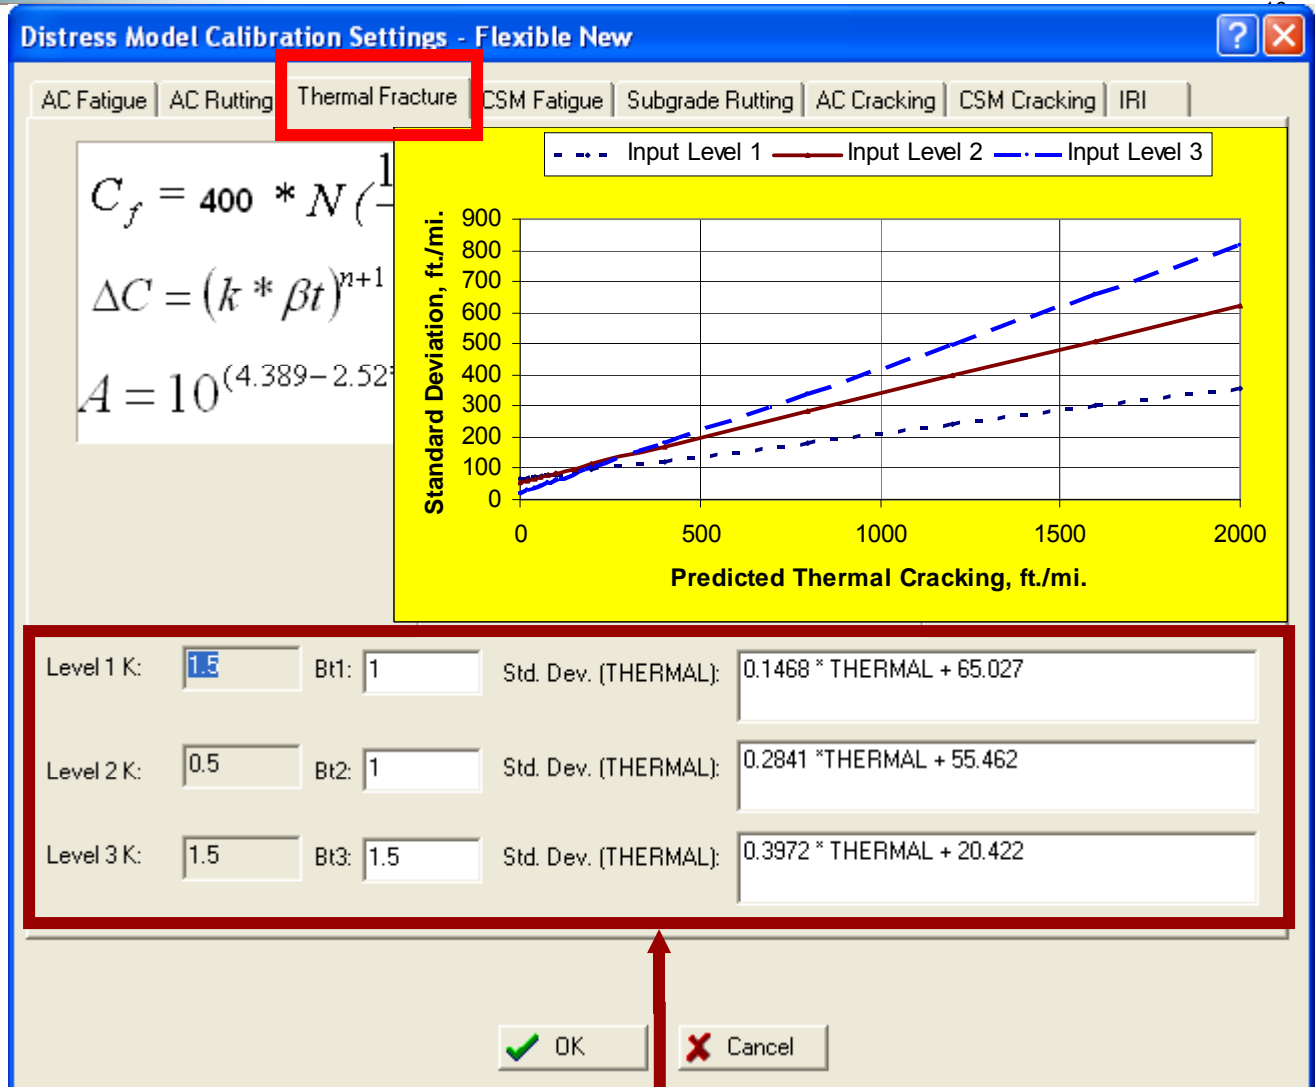 Distress Model Calibration Settings - Flexible New
AC Fatigue AC Rutting Thermal Fracture CSM Fatigue Subgrade Rutting AC Cracking CSM Cracking IRI
C_f = 400 * N(1
ΔC = (k * βt)^{n+1}
A = 10^{(4.389-2.52*
Input Level 1 Input Level 2 Input Level 3
Standard Deviation, ft./mi.
900
800
700
600
500
400
300
200
100
0
0 500 1000 1500 2000
Predicted Thermal Cracking, ft./mi.
Level 1 K: 1.5 Bt1: 1 Std. Dev. (THERMAL): 0.1468 * THERMAL + 65.027
Level 2 K: 0.5 Bt2: 1 Std. Dev. (THERMAL): 0.2841 *THERMAL + 55.462
Level 3 K: 1.5 Bt3: 1.5 Std. Dev. (THERMAL): 0.3972 * THERMAL + 20.422
OK Cancel